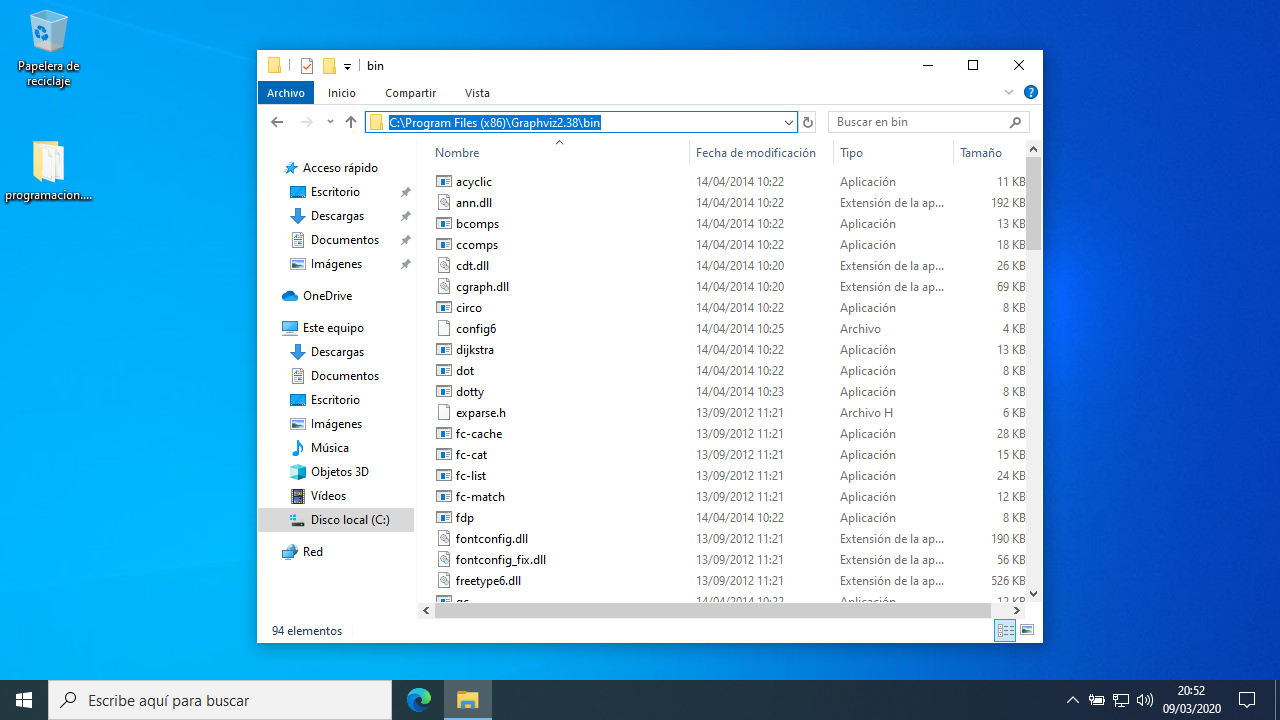 Papelera de
reciclaje
programacion....
bin
Archivo Inicio Compartir Vista
C:\Program Files (x86)\Graphviz2.38\bin
Buscar en bin
Acceso rápido
Escritorio
Descargas
Documentos
Imágenes
OneDrive
Este equipo
Descargas
Documentos
Escritorio
Imágenes
Música
Objetos 3D
Vídeos
Disco local (C:)
Red
Nombre Fecha de modificación Tipo Tamaño
acyclic 14/04/2014 10:22 Aplicación 11 KB
ann.dll 14/04/2014 10:22 Extensión de la ap... 192 KB
bcomps 14/04/2014 10:22 Aplicación 13 KB
ccomps 14/04/2014 10:22 Aplicación 18 KB
cdt.dll 14/04/2014 10:20 Extensión de la ap... 26 KB
cgraph.dll 14/04/2014 10:20 Extensión de la ap... 69 KB
circo 14/04/2014 10:22 Aplicación 8 KB
config6 14/04/2014 10:25 Archivo 4 KB
dijkstra 14/04/2014 10:22 Aplicación 13 KB
dot 14/04/2014 10:22 Aplicación 8 KB
dotty 14/04/2014 10:23 Aplicación 8 KB
exparse.h 13/09/2012 11:21 Archivo H 6 KB
fc-cache 13/09/2012 11:21 Aplicación 28 KB
fc-cat 13/09/2012 11:21 Aplicación 15 KB
fc-list 13/09/2012 11:21 Aplicación 24 KB
fc-match 13/09/2012 11:21 Aplicación 12 KB
fdp 14/04/2014 10:22 Aplicación 8 KB
fontconfig.dll 13/09/2012 11:21 Extensión de la ap... 190 KB
fontconfig_fix.dll 13/09/2012 11:21 Extensión de la ap... 56 KB
freetype6.dll 13/09/2012 11:21 Extensión de la ap... 526 KB
gc 14/04/2014 10:22 Aplicación 12 KB
94 elementos
Escribe aquí para buscar
20:52
09/03/2020